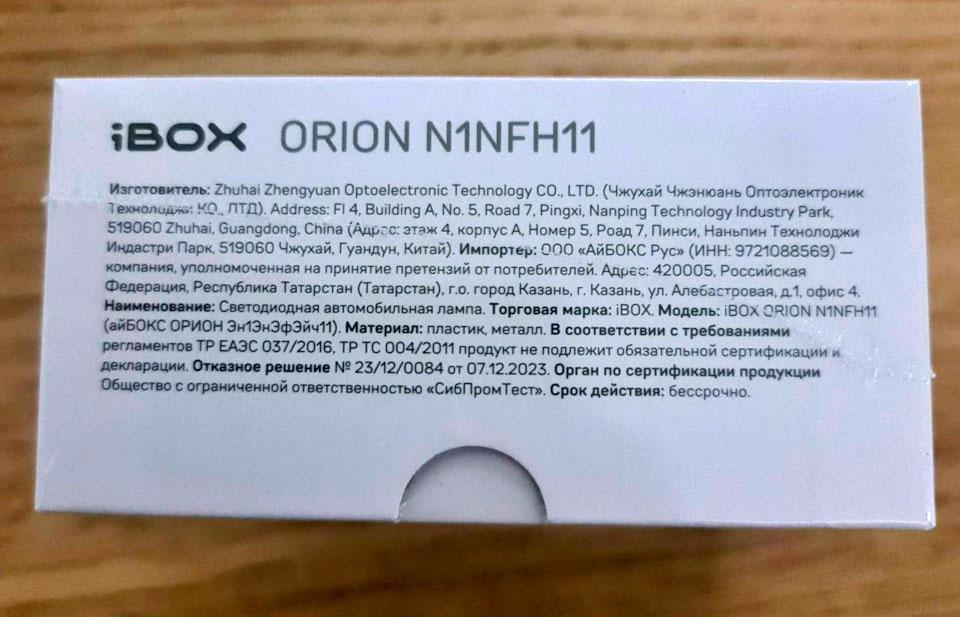 iBOX ORION N1NFH11
Изготовитель: Zhuhai Zhengyuan Optoelectronic Technology CO., LTD. (Чжухай Чжэнюань Оптоэлектроник
Технолоджи КО., ЛТД). Address: Fl 4, Building A, No. 5, Road 7, Pingxi, Nanping Technology Industry Park,
519060 Zhuhai, Guangdong, China (Адрес: этаж 4, корпус А, Номер 5, Роад 7, Пинси, Наньпин Технолоджи
Индастри Парк, 519060 Чжухай, Гуандун, Китай). Импортер: ООО «АйБОКС Рус» (ИНН: 9721088569) —
компания, уполномоченная на принятие претензий от потребителей. Адрес: 420005, Российская
Федерация, Республика Татарстан (Татарстан), г.о. город Казань, г. Казань, ул. Алебастровая, д.1, офис 4.
Наименование: Светодиодная автомобильная лампа. Торговая марка: iBOX. Модель: iBOX ORION N1NFH11
(айБОКС ОРИОН Эн1ЭнЭфЭйч11). Материал: пластик, металл. В соответствии с требованиями
регламентов ТР ЕАЭС 037/2016, ТР ТС 004/2011 продукт не подлежит обязательной сертификации и
декларации. Отказное решение № 23/12/0084 от 07.12.2023. Орган по сертификации продукции
Общество с ограниченной ответственностью «СибПромТест». Срок действия: бессрочно.